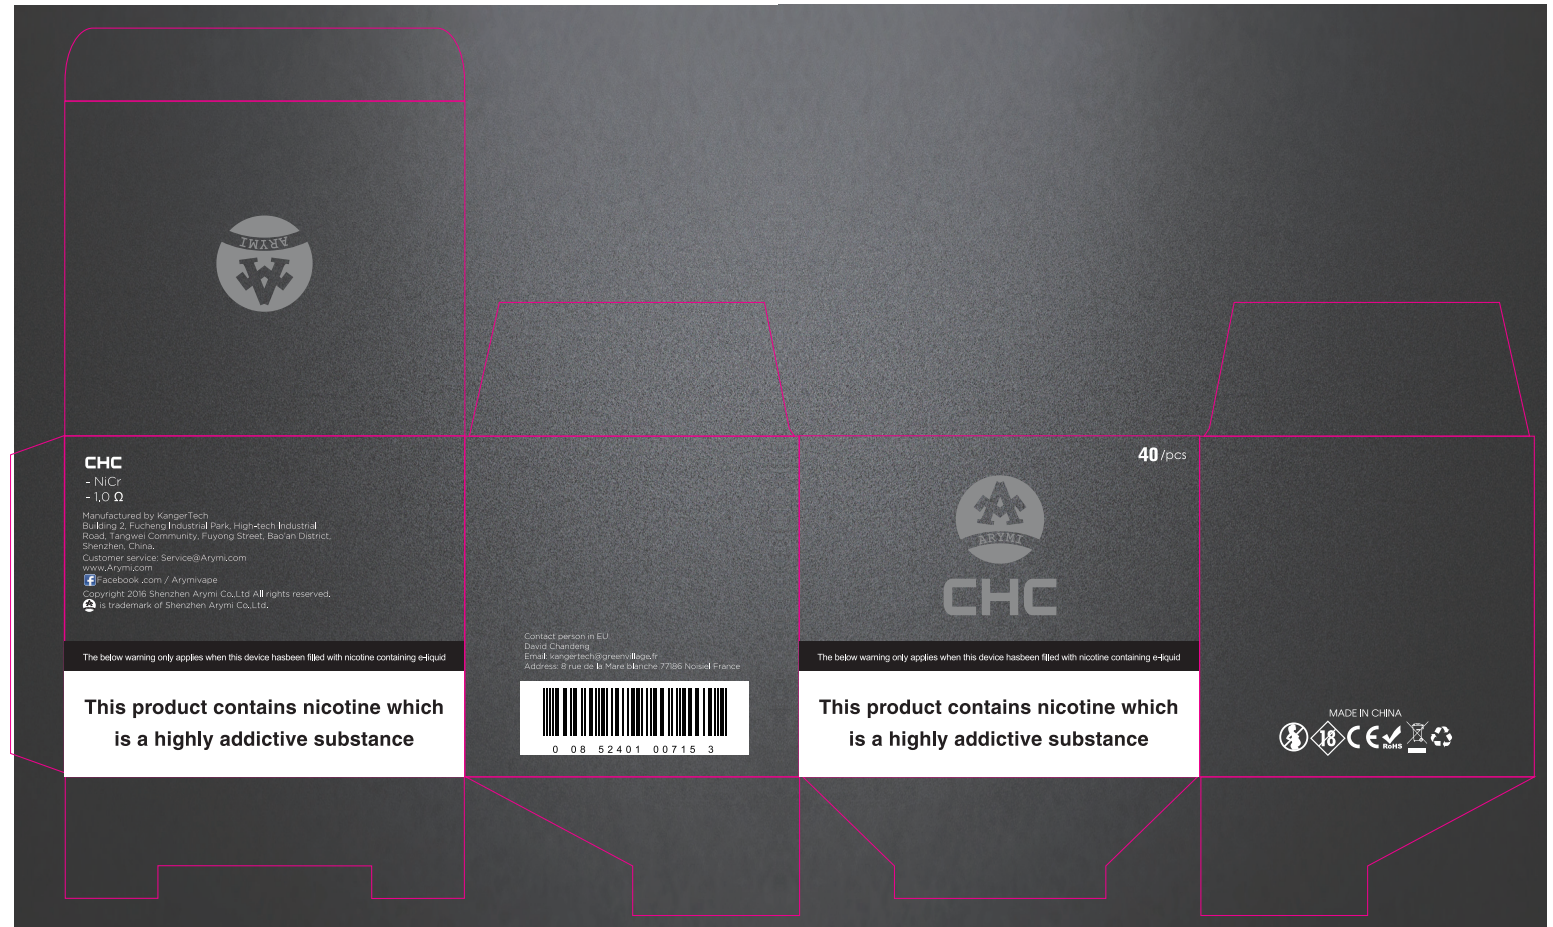 ARYMI
CHC
- NiCr
- 1.0 Ω
Manufactured by KangerTech
Building 2, Fucheng Industrial Park, High-tech Industrial
Road, Tangwei Community, Fuyong Street, Bao'an District,
Shenzhen, China.
Customer service: Service@Arymi.com
www.Arymi.com
Facebook .com / Arymivape
Copyright 2016 Shenzhen Arymi Co.,Ltd All rights reserved.
is trademark of Shenzhen Arymi Co.,Ltd.
The below warning only applies when this device hasbeen filled with nicotine containing e-liquid
This product contains nicotine which
is a highly addictive substance
Contact person in EU
David Chandeng
Email: kangertech@greenvillage.fr
Address: 8 rue de la Mare blanche 77186 Noisiel France
0 08 52401 00715 3
40/pcs
ARYMI
CHC
The below warning only applies when this device hasbeen filled with nicotine containing e-liquid
This product contains nicotine which
is a highly addictive substance
MADE IN CHINA
18 CE RoHS